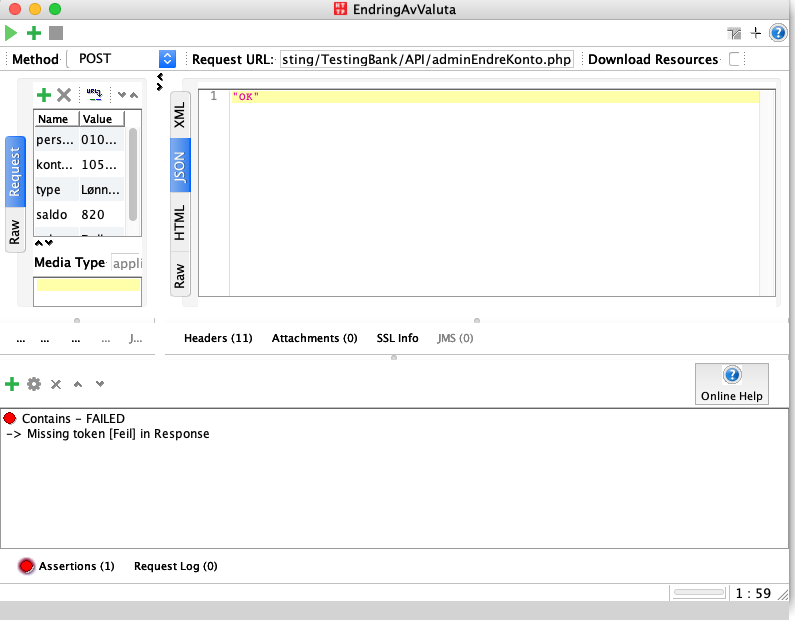 EndringAvValuta
Method POST Request URL: sting/TestingBank/API/adminEndreKonto.php Download Resources
Request
Raw
Name Value
pers... 010...
kont... 105...
type Lønn...
saldo 820
Media Type appli
XML
JSON
HTML
Raw
1 "OK"
... ... ... ... J...
Headers (11) Attachments (0) SSL Info JMS (0)
Online Help
Contains - FAILED
-> Missing token [Feil] in Response
Assertions (1) Request Log (0)
1 : 59